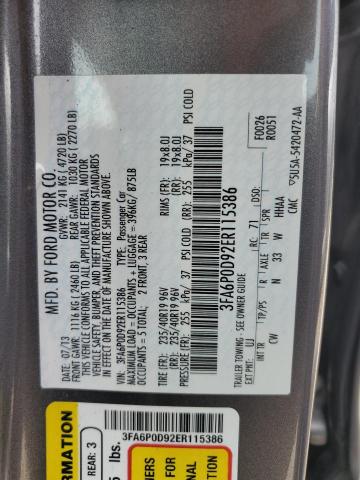 MFD. BY FORD MOTOR CO.
DATE: 07/13 GVWR: 2141 KG ( 4720 LB)
FRONT GAWR: 1116 KG ( 2460 LB) REAR GAWR: 1030 KG ( 2270 LB)
THIS VEHICLE CONFORMS TO ALL APPLICABLE FEDERAL MOTOR
VEHICLE SAFETY, BUMPER, AND THEFT PREVENTION STANDARDS IN
EFFECT ON THE DATE OF MANUFACTURE SHOWN ABOVE.
VIN: 3FA6P0D92ER115386 TYPE: Passenger Car
MAXIMUM LOAD = OCCUPANTS + LUGGAGE = 396KG/ 875LB
OCCUPANTS = 5 TOTAL: 2 FRONT, 3 REAR
TIRE (FR): 235/40R19 96V RIMS (FR): 19x8.0J
(RR): 235/40R19 96V (RR): 19x8.0J
PRESSURE (FR): 255 kPa/ 37 PSI COLD (RR): 255 kPa/ 37 PSI COLD
3FA6P0D92ER115386
F0026
R0051
TRAILER TOWING - SEE OWNER GUIDE
EXT PNT: UJ RC: 71 DSO:
INT TR TP/PS R AXLE TR SPR
CW N 33 W HHAA
CMC 5U5A-5420472-AA
3FA6P0D92ER115386
REAR: 3
lbs.